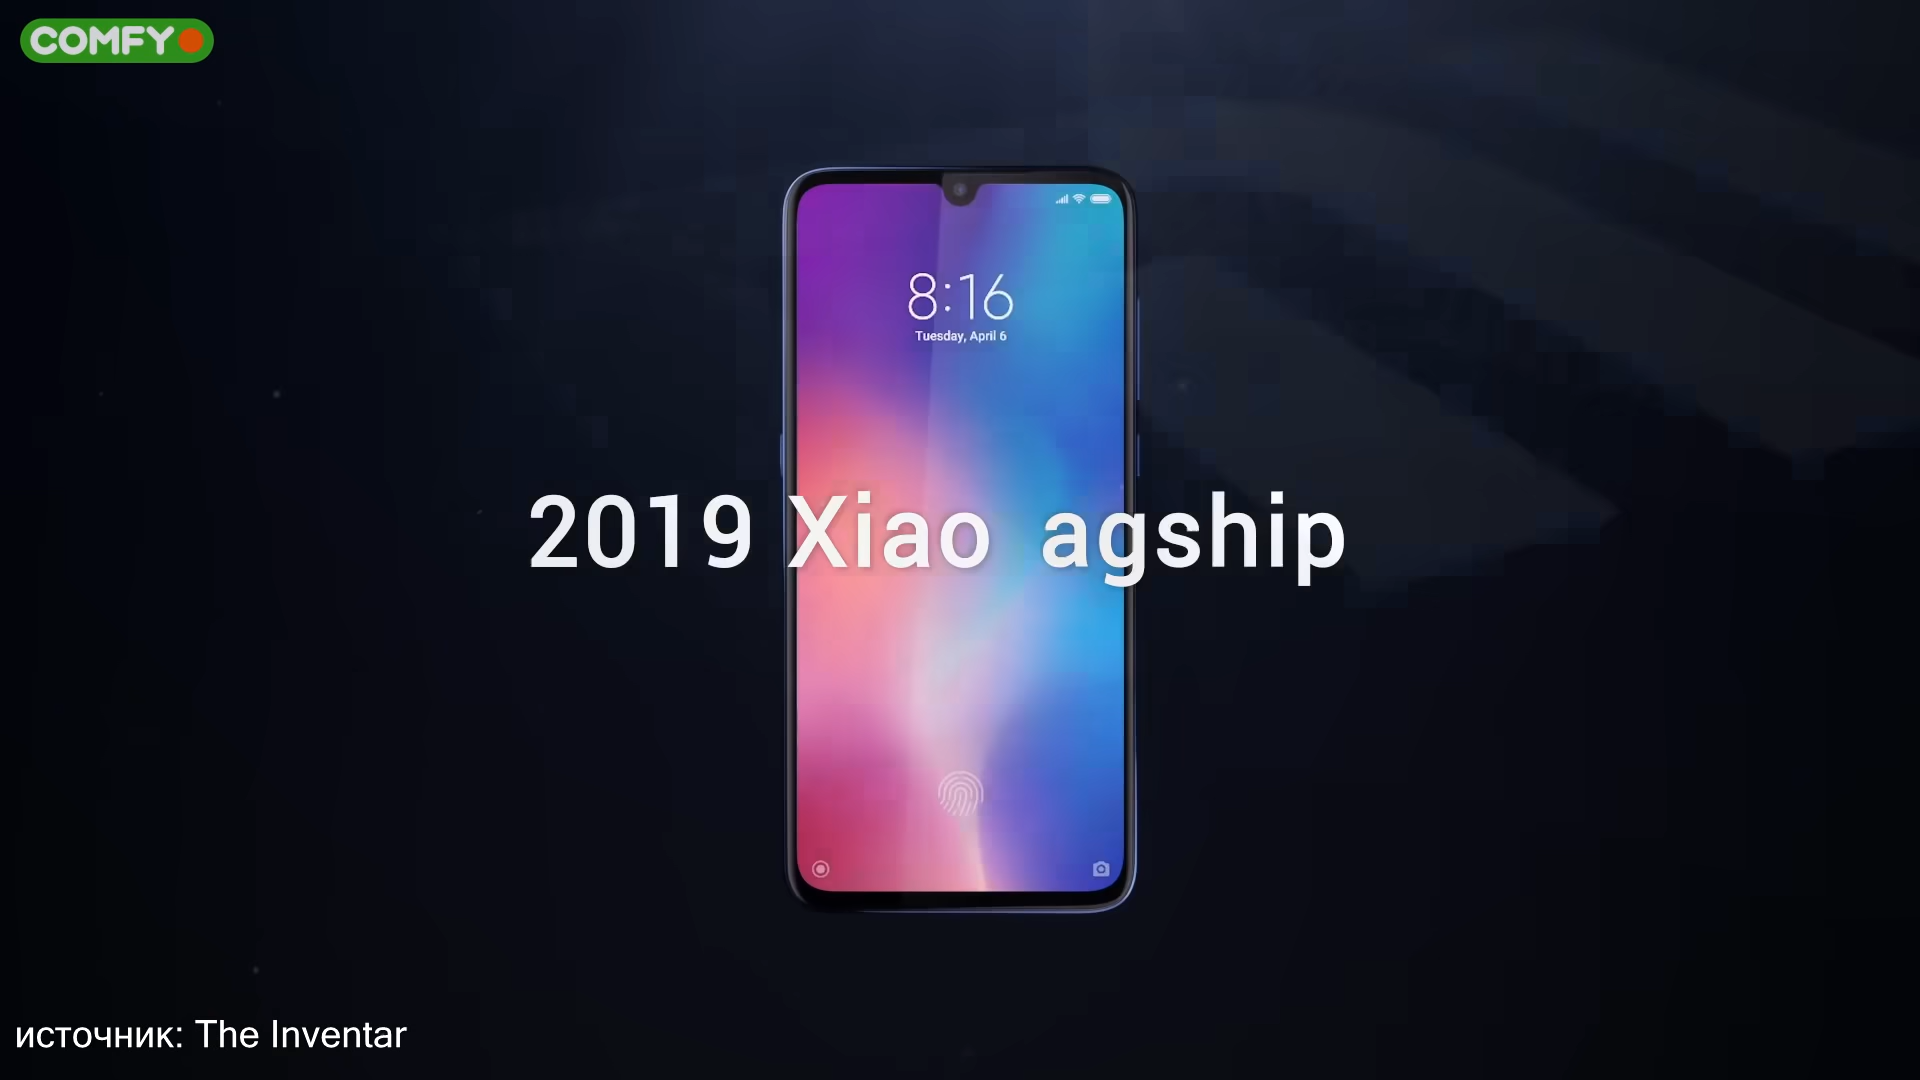 COMFY
8:16
Tuesday, April 6
2019 Xiao agship
источник: The Inventar